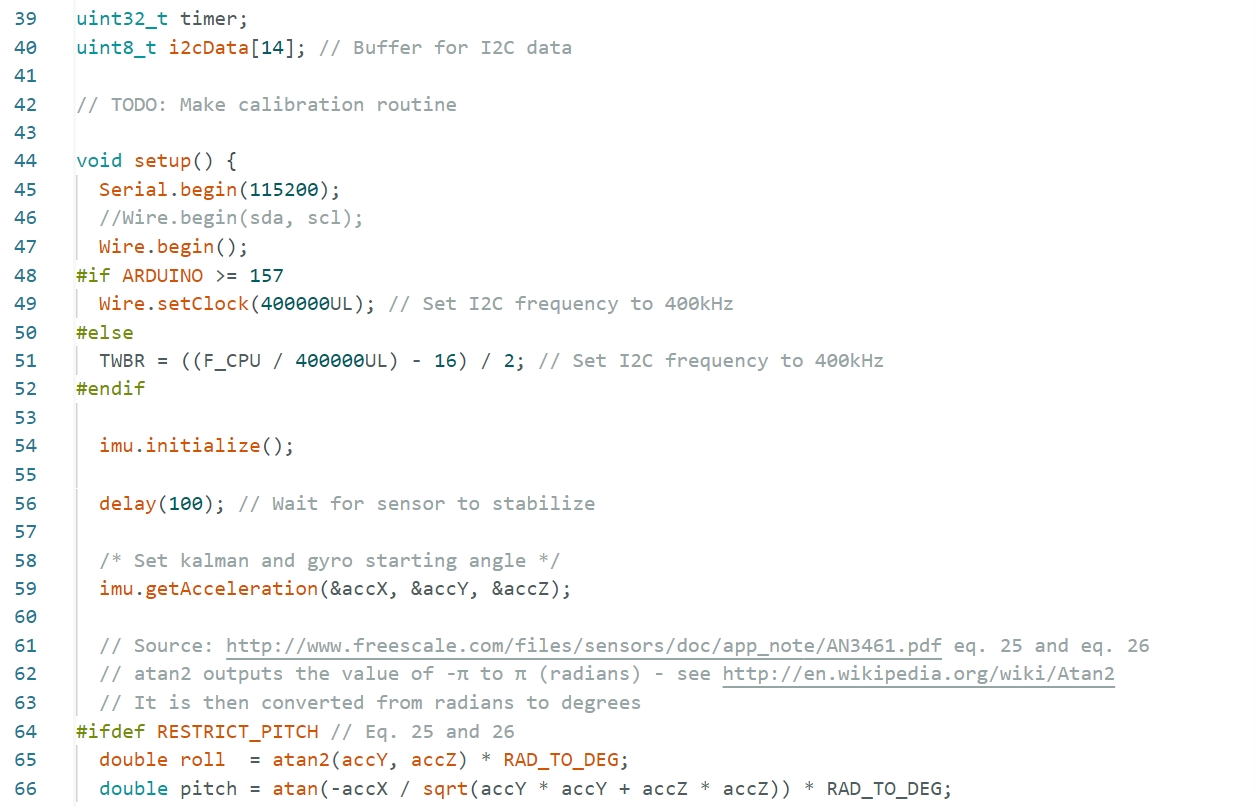 39 uint32_t timer;
40 uint8_t i2cData[14]; // Buffer for I2C data
41
42 // TODO: Make calibration routine
43
44 void setup() {
45   Serial.begin(115200);
46   //Wire.begin(sda, scl);
47   Wire.begin();
48 #if ARDUINO >= 157
49   Wire.setClock(400000UL); // Set I2C frequency to 400kHz
50 #else
51   TWBR = ((F_CPU / 400000UL) - 16) / 2; // Set I2C frequency to 400kHz
52 #endif
53
54   imu.initialize();
55
56   delay(100); // Wait for sensor to stabilize
57
58   /* Set kalman and gyro starting angle */
59   imu.getAcceleration(&accX, &accY, &accZ);
60
61   // Source: http://www.freescale.com/files/sensors/doc/app_note/AN3461.pdf eq. 25 and eq. 26
62   // atan2 outputs the value of -π to π (radians) - see http://en.wikipedia.org/wiki/Atan2
63   // It is then converted from radians to degrees
64 #ifdef RESTRICT_PITCH // Eq. 25 and 26
65   double roll  = atan2(accY, accZ) * RAD_TO_DEG;
66   double pitch = atan(-accX / sqrt(accY * accY + accZ * accZ)) * RAD_TO_DEG;